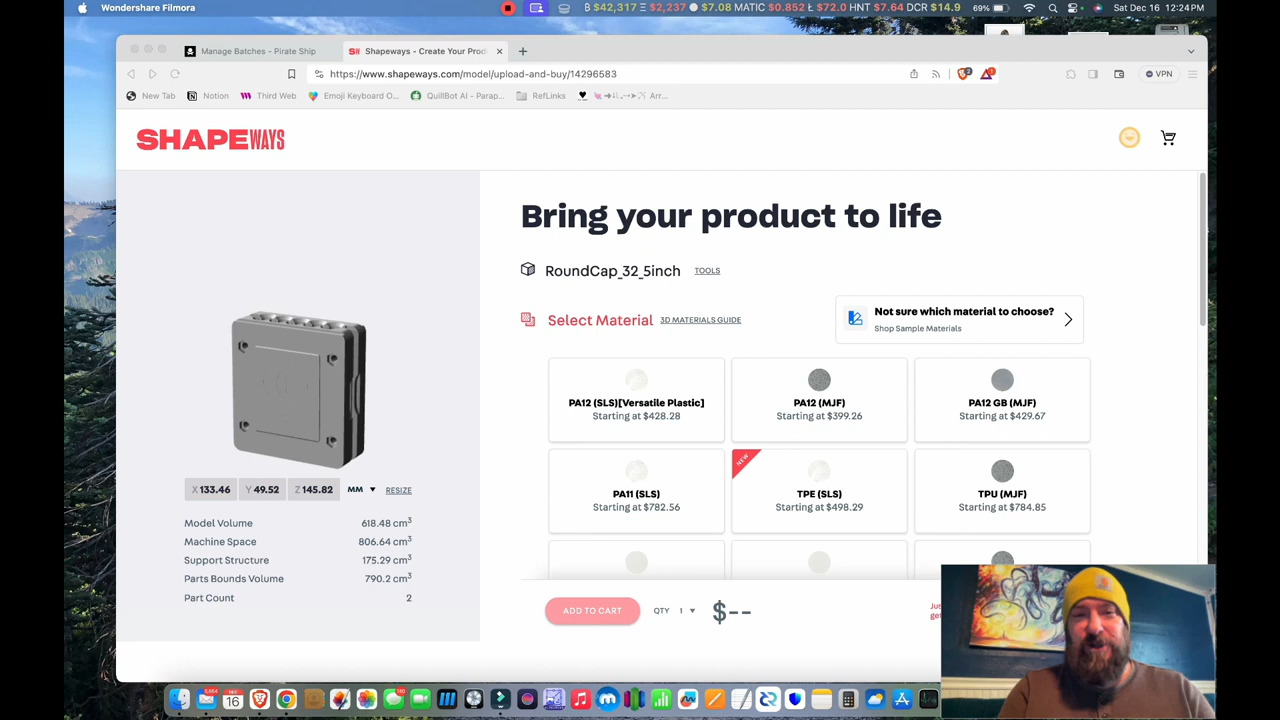 Wondershare Filmora
₿ $42,317 Ξ $2,237 $7.08 MATIC $0.852 Ł $72.0 HNT $7.64 DCR $14.9 69% Sat Dec 16 12:24PM
Manage Batches - Pirate Ship
Shapeways - Create Your Prod
https://www.shapeways.com/model/upload-and-buy/14296583
VPN
New Tab
Notion
Third Web
Emoji Keyboard O...
QuillBot AI - Parap...
RefLinks
Arr...
SHAPEWAYS
Bring your product to life
RoundCap_32_5inch TOOLS
Select Material 3D MATERIALS GUIDE
Not sure which material to choose?
Shop Sample Materials
PA12 (SLS)[Versatile Plastic]
Starting at $428.28
PA12 (MJF)
Starting at $399.26
PA12 GB (MJF)
Starting at $429.67
PA11 (SLS)
Starting at $782.56
NEW
TPE (SLS)
Starting at $498.29
TPU (MJF)
Starting at $784.85
X 133.46 Y 49.52 Z 145.82 MM RESIZE
Model Volume 618.48 cm³
Machine Space 806.64 cm³
Support Structure 175.29 cm³
Parts Bounds Volume 790.2 cm³
Part Count 2
ADD TO CART QTY 1 $--